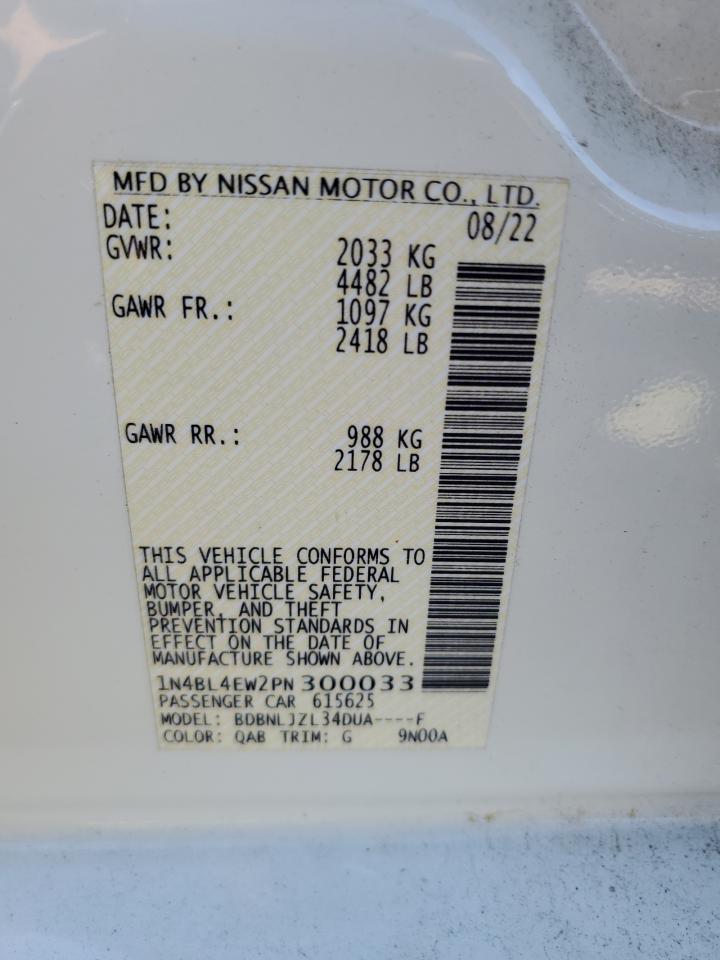 MFD BY NISSAN MOTOR CO., LTD.
DATE: 08/22
GVWR: 2033 KG
4482 LB
GAWR FR.: 1097 KG
2418 LB
GAWR RR.: 988 KG
2178 LB
THIS VEHICLE CONFORMS TO
ALL APPLICABLE FEDERAL
MOTOR VEHICLE SAFETY,
BUMPER, AND THEFT
PREVENTION STANDARDS IN
EFFECT ON THE DATE OF
MANUFACTURE SHOWN ABOVE.
1N4BL4EW2PN300033
PASSENGER CAR 615625
MODEL: BDBNLJZL34DUA----F
COLOR: QAB TRIM: G 9N00A